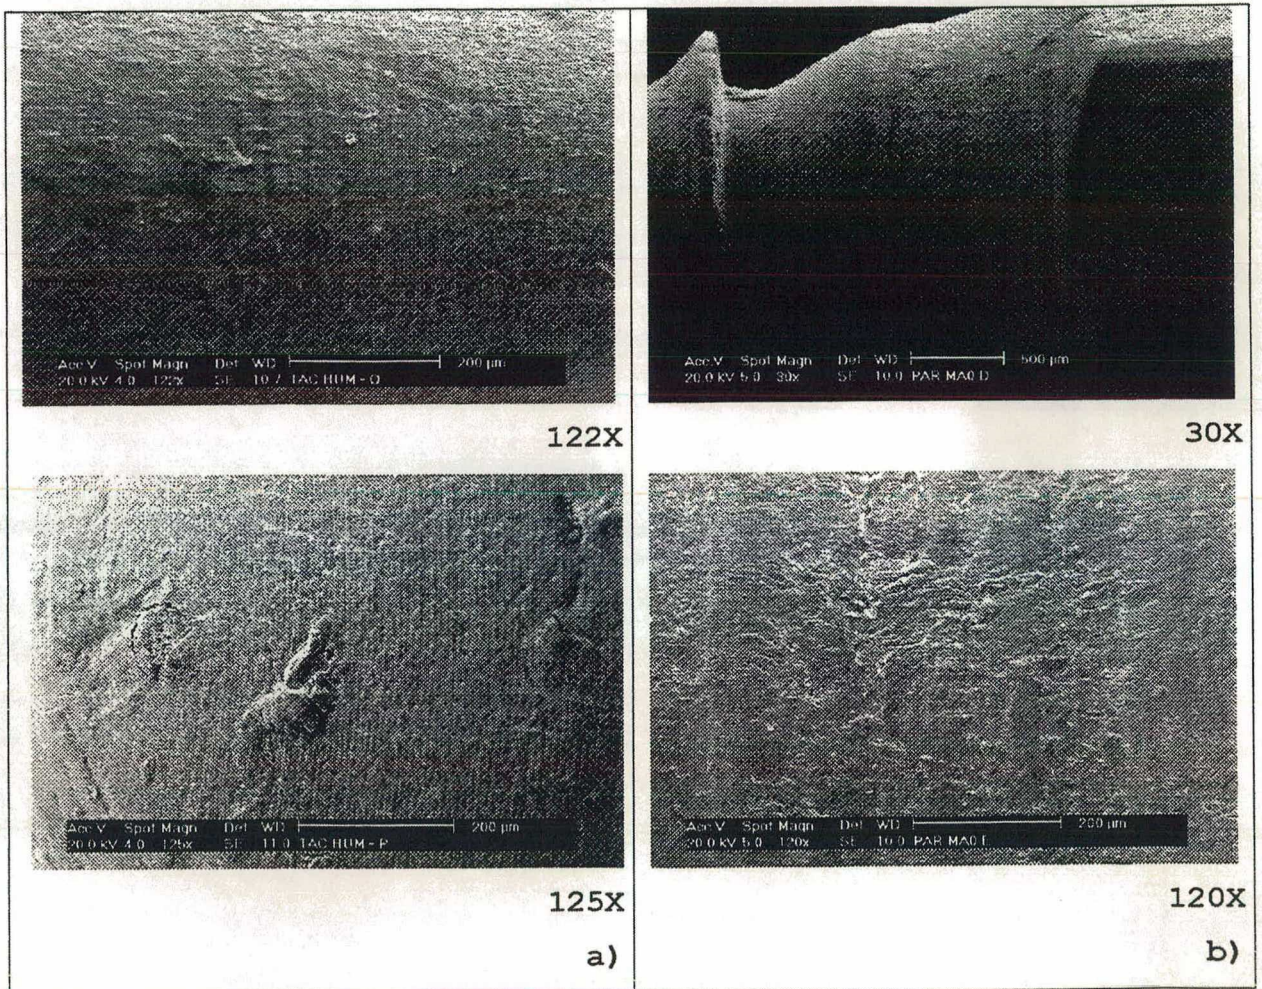 Acc.V Spot Magn Det WD 200 µm
20.0 kV 4.0 122x SE 10.7 TAC HUM - O
122X
Acc.V Spot Magn Det WD 500 µm
20.0 kV 5.0 30x SE 10.0 PAR MA0 D
30X
Acc.V Spot Magn Det WD 200 µm
20.0 kV 4.0 125x SE 11.0 TAC HUM - P
125X
a)
Acc.V Spot Magn Det WD 200 µm
20.0 kV 5.0 120x SE 10.0 PAR MA0
120X
b)